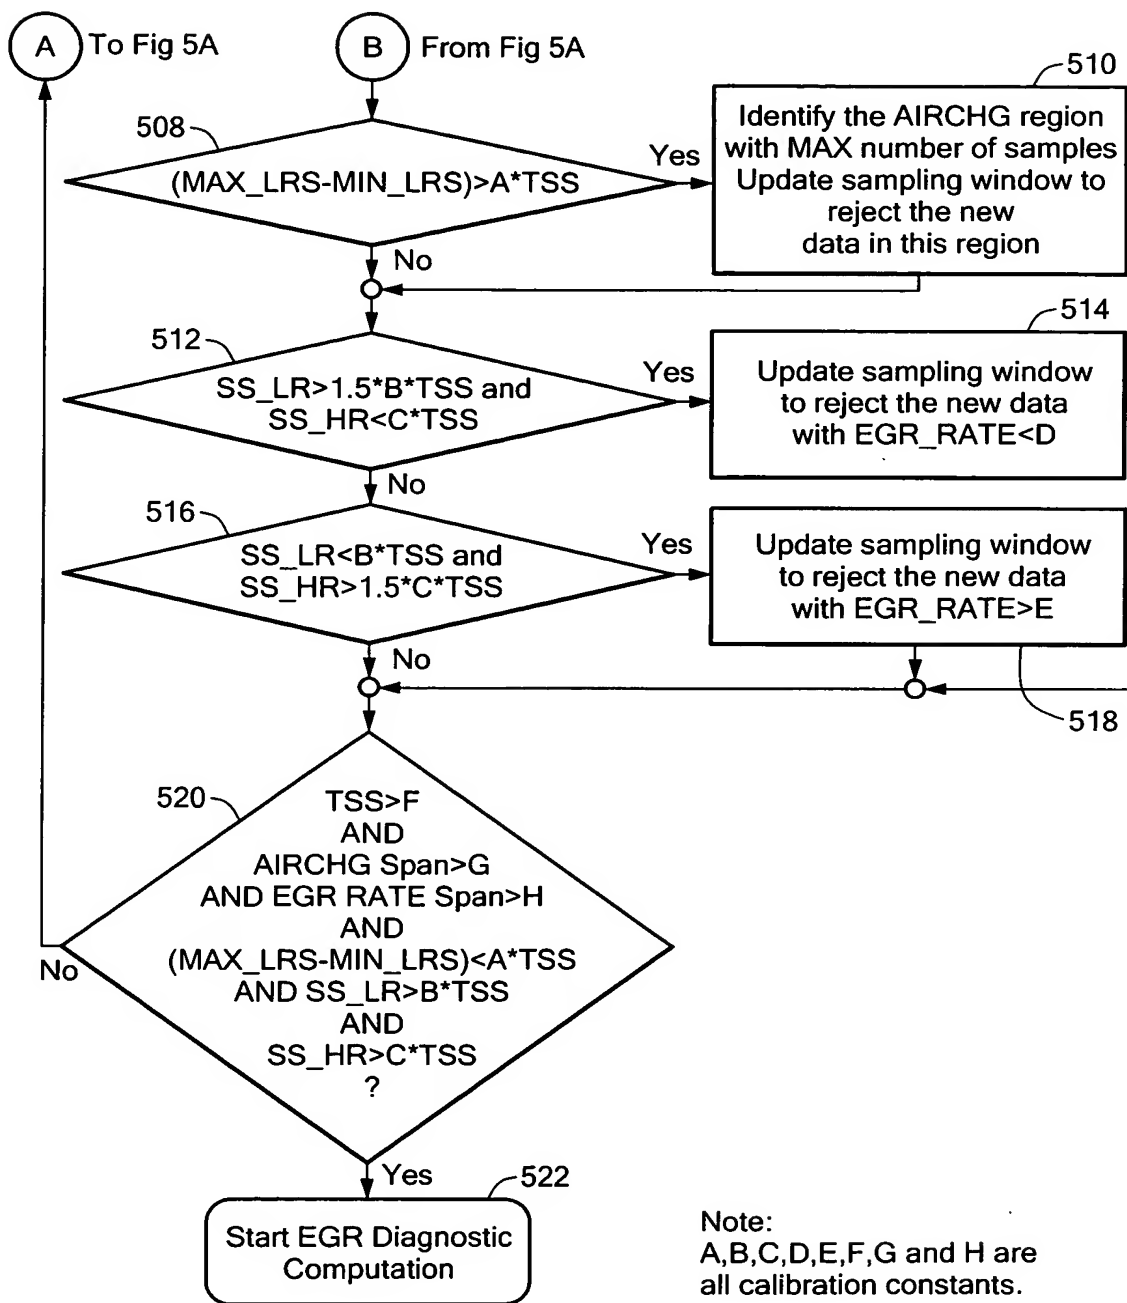 A To Fig 5A
B From Fig 5A
508
(MAX_LRS-MIN_LRS)>A*TSS
Yes
No
510
Identify the AIRCHG region
with MAX number of samples
Update sampling window to
reject the new
data in this region
512
SS_LR>1.5*B*TSS and
SS_HR<C*TSS
Yes
No
514
Update sampling window
to reject the new data
with EGR_RATE<D
516
SS_LR<B*TSS and
SS_HR>1.5*C*TSS
Yes
No
Update sampling window
to reject the new data
with EGR_RATE>E
518
520
TSS>F
AND
AIRCHG Span>G
AND EGR RATE Span>H
AND
(MAX_LRS-MIN_LRS)<A*TSS
AND SS_LR>B*TSS
AND
SS_HR>C*TSS
?
No
Yes
522
Start EGR Diagnostic
Computation
Note:
A,B,C,D,E,F,G and H are
all calibration constants.